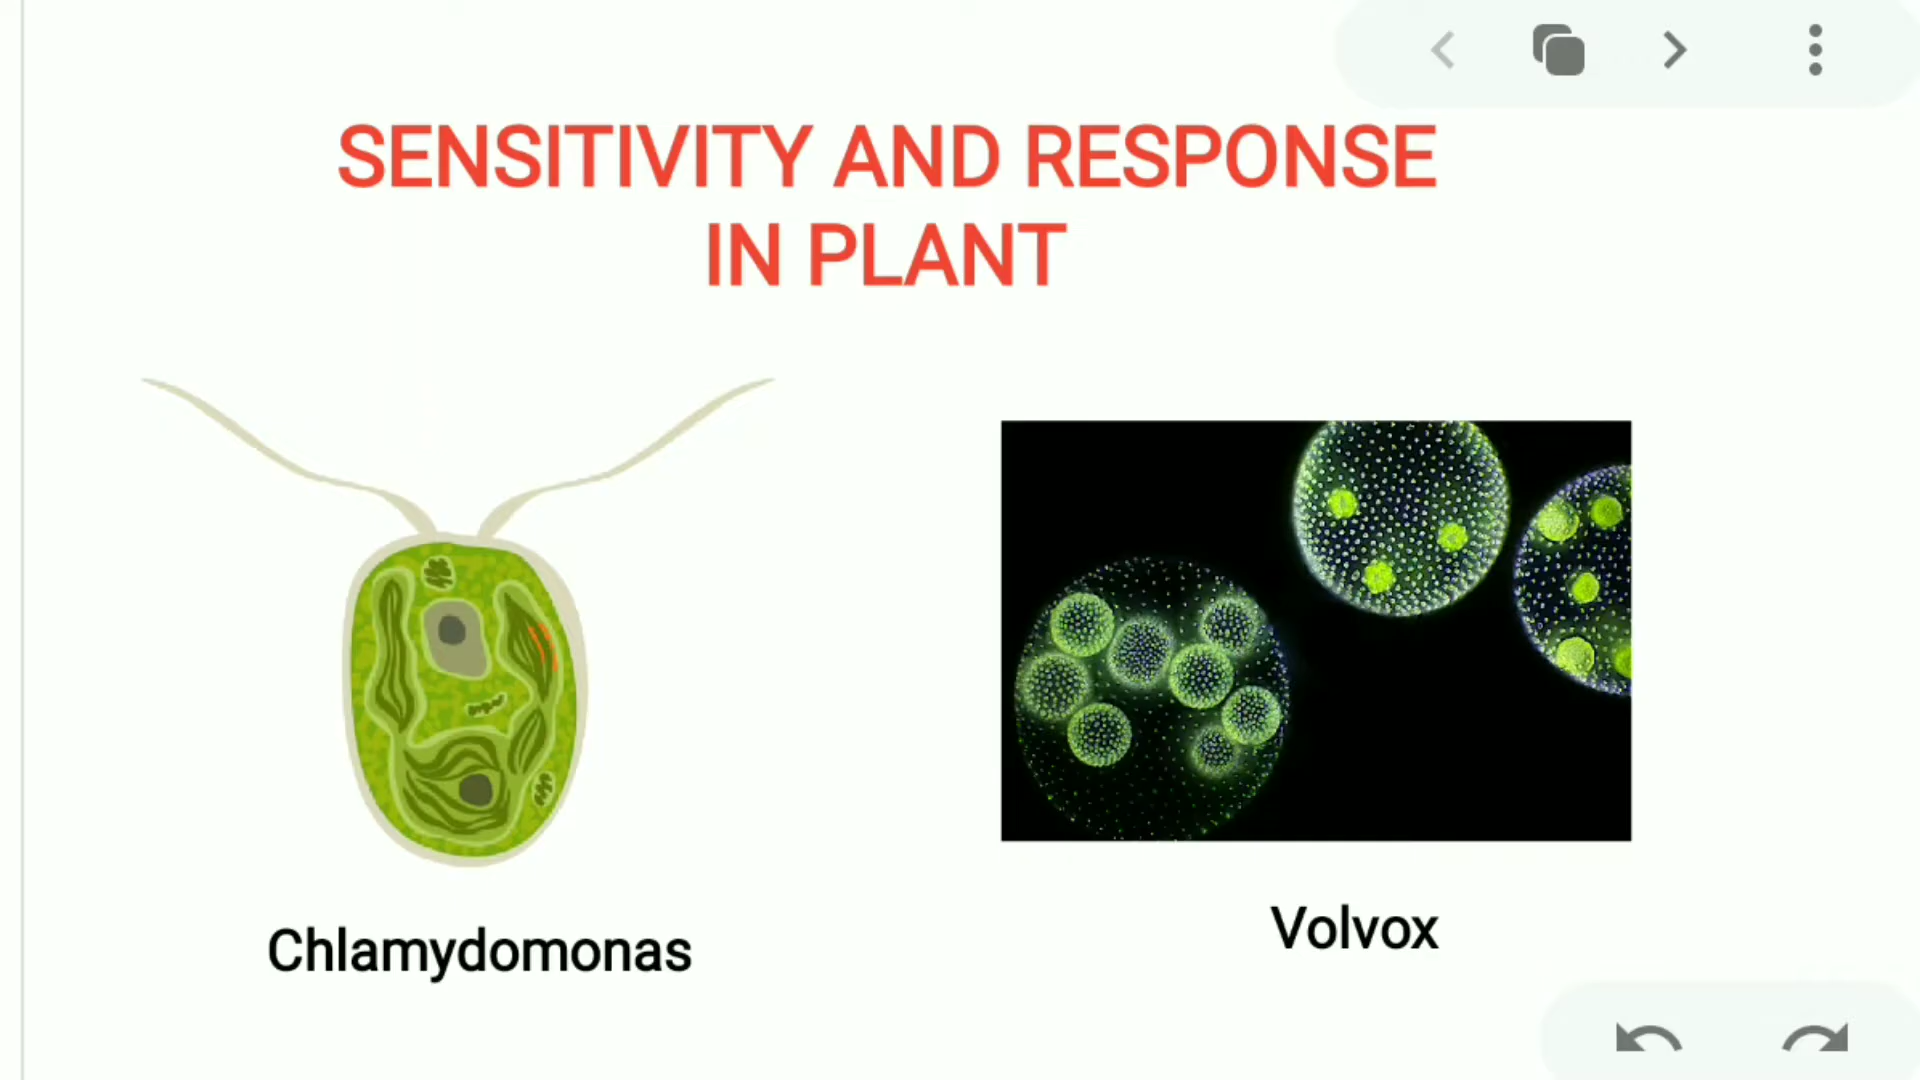 SENSITIVITY AND RESPONSE
IN PLANT
Chlamydomonas
Volvox